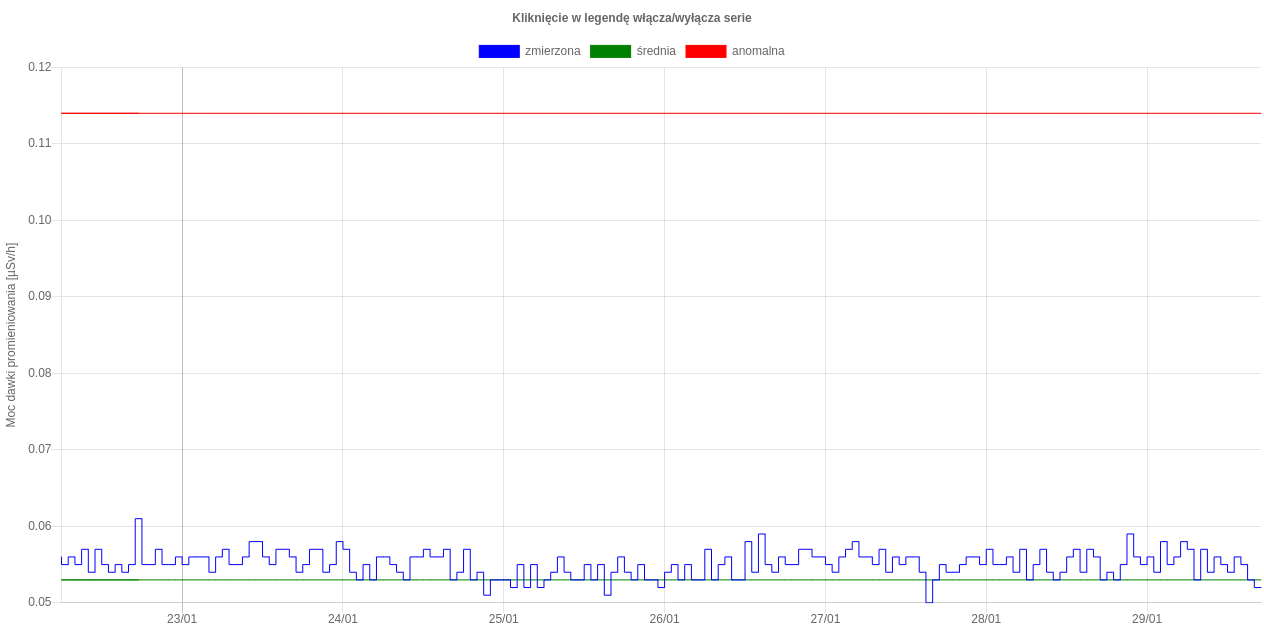 Kliknięcie w legendę włącza/wyłącza serie
zmierzona średnia anomalna
0.12
0.11
0.10
0.09
0.08
0.07
0.06
0.05
Moc dawki promieniowania [µSv/h]
23/01 24/01 25/01 26/01 27/01 28/01 29/01